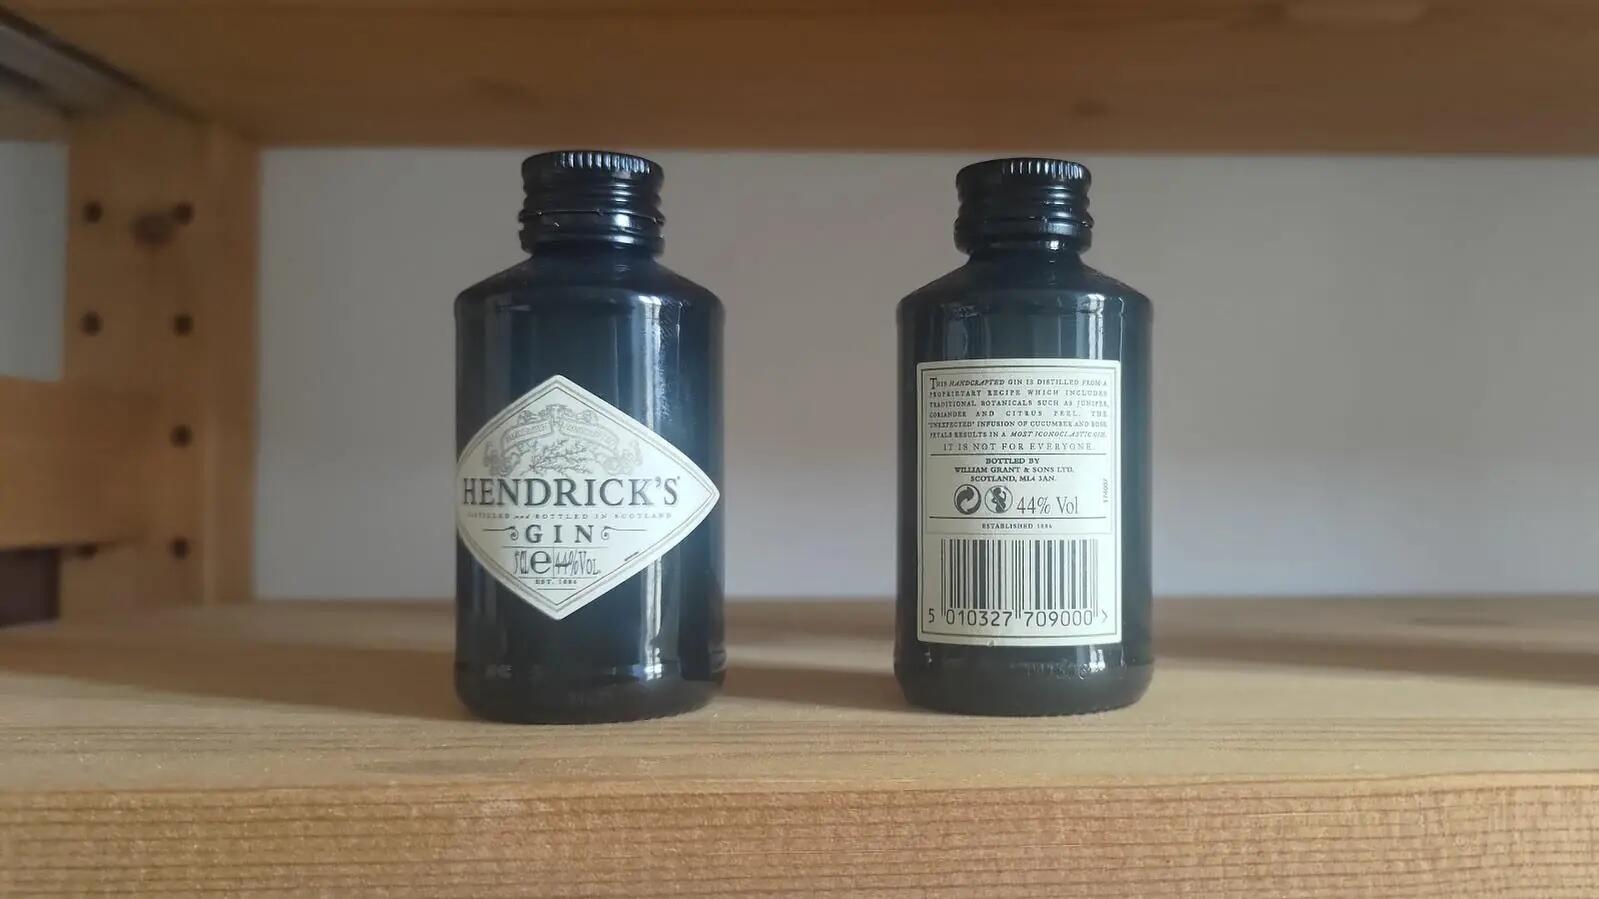 HENDRICK'S
DISTILLED and BOTTLED IN SCOTLAND
GIN
5CL e 44%VOL.
EST. 1886
THIS HANDCRAFTED GIN IS DISTILLED FROM A
PROPRIETARY RECIPE WHICH INCLUDES
TRADITIONAL BOTANICALS SUCH AS JUNIPER,
CORIANDER AND CITRUS PEEL. THE
"UNEXPECTED" INFUSION OF CUCUMBER AND ROSE
PETALS RESULTS IN A MOST ICONOCLASTIC GIN.
IT IS NOT FOR EVERYONE.
BOTTLED BY
WILLIAM GRANT & SONS LTD.
SCOTLAND, ML4 3AN.
44% Vol
ESTABLISHED 1886
5 010327 709000 >